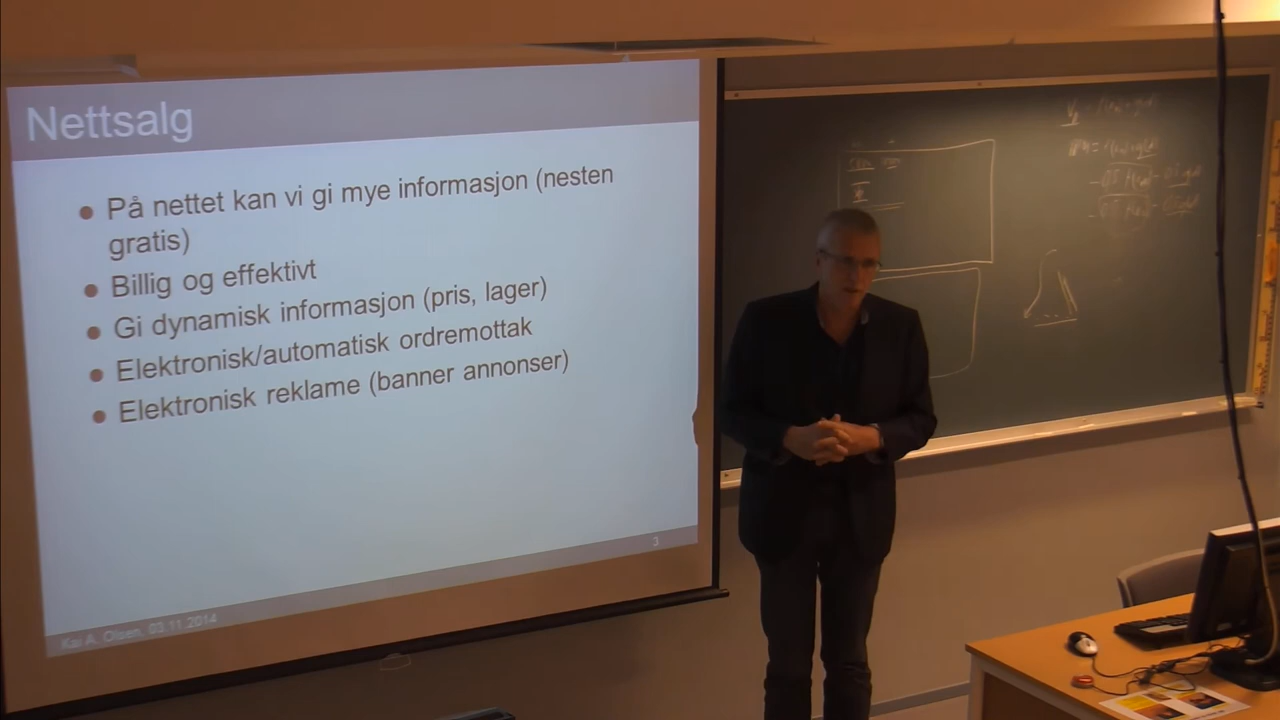 Nettsalg
På nettet kan vi gi mye informasjon (nesten
gratis)
Billig og effektivt
Gi dynamisk informasjon (pris, lager)
Elektronisk/automatisk ordremottak
Elektronisk reklame (banner annonser)
3
Kai A. Olsen, 03.11.2014